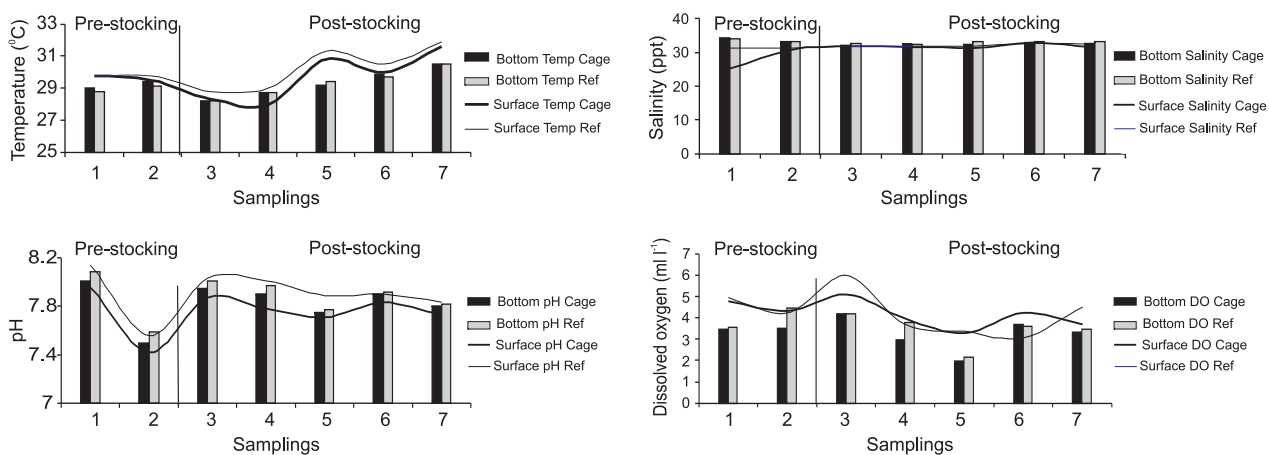 Pre-stocking Post-stocking
Temperature (⁰C)
33
31
29
27
25
1 2 3 4 5 6 7
Samplings
Bottom Temp Cage
Bottom Temp Ref
Surface Temp Cage
Surface Temp Ref
Pre-stocking Post-stocking
Salinity (ppt)
40
30
20
10
0
1 2 3 4 5 6 7
Samplings
Bottom Salinity Cage
Bottom Salinity Ref
Surface Salinity Cage
Surface Salinity Ref
Pre-stocking Post-stocking
pH
8.2
7.8
7.4
7
1 2 3 4 5 6 7
Samplings
Bottom pH Cage
Bottom pH Ref
Surface pH Cage
Surface pH Ref
Pre-stocking Post-stocking
Dissolved oxygen (ml l⁻¹)
7
6
5
4
3
2
1
0
1 2 3 4 5 6 7
Samplings
Bottom DO Cage
Bottom DO Ref
Surface DO Cage
Surface DO Ref